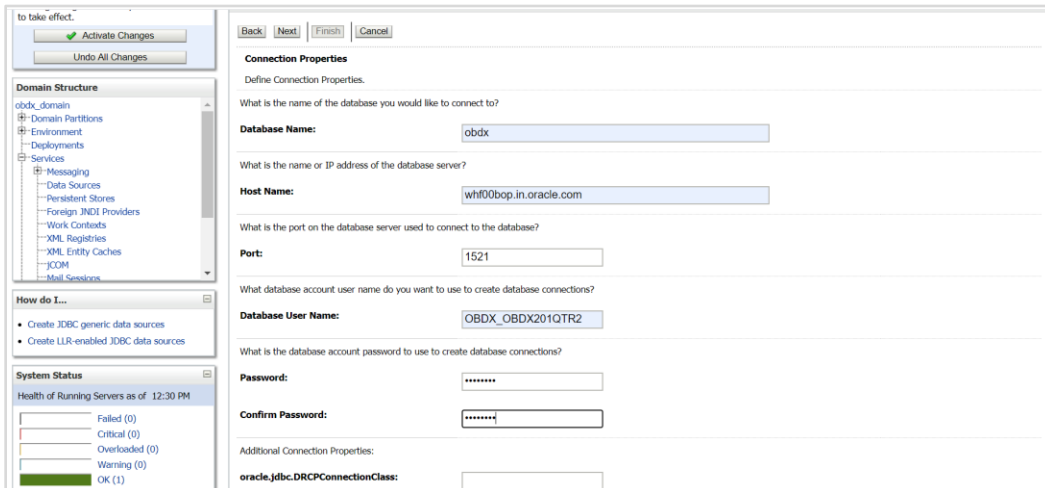 to take effect.
Activate Changes
Undo All Changes
Domain Structure
obdx_domain
Domain Partitions
Environment
Deployments
Services
Messaging
Data Sources
Persistent Stores
Foreign JNDI Providers
Work Contexts
XML Registries
XML Entity Caches
jCOM
Mail Sessions
How do I...
Create JDBC generic data sources
Create LLR-enabled JDBC data sources
System Status
Health of Running Servers as of 12:30 PM
Failed (0)
Critical (0)
Overloaded (0)
Warning (0)
OK (1)
Back Next Finish Cancel
Connection Properties
Define Connection Properties.
What is the name of the database you would like to connect to?
Database Name: obdx
What is the name or IP address of the database server?
Host Name: whf00bop.in.oracle.com
What is the port on the database server used to connect to the database?
Port: 1521
What database account user name do you want to use to create database connections?
Database User Name: OBDX_OBDX201QTR2
What is the database account password to use to create database connections?
Password: ••••••••
Confirm Password: ••••••••
Additional Connection Properties:
oracle.jdbc.DRCPConnectionClass: